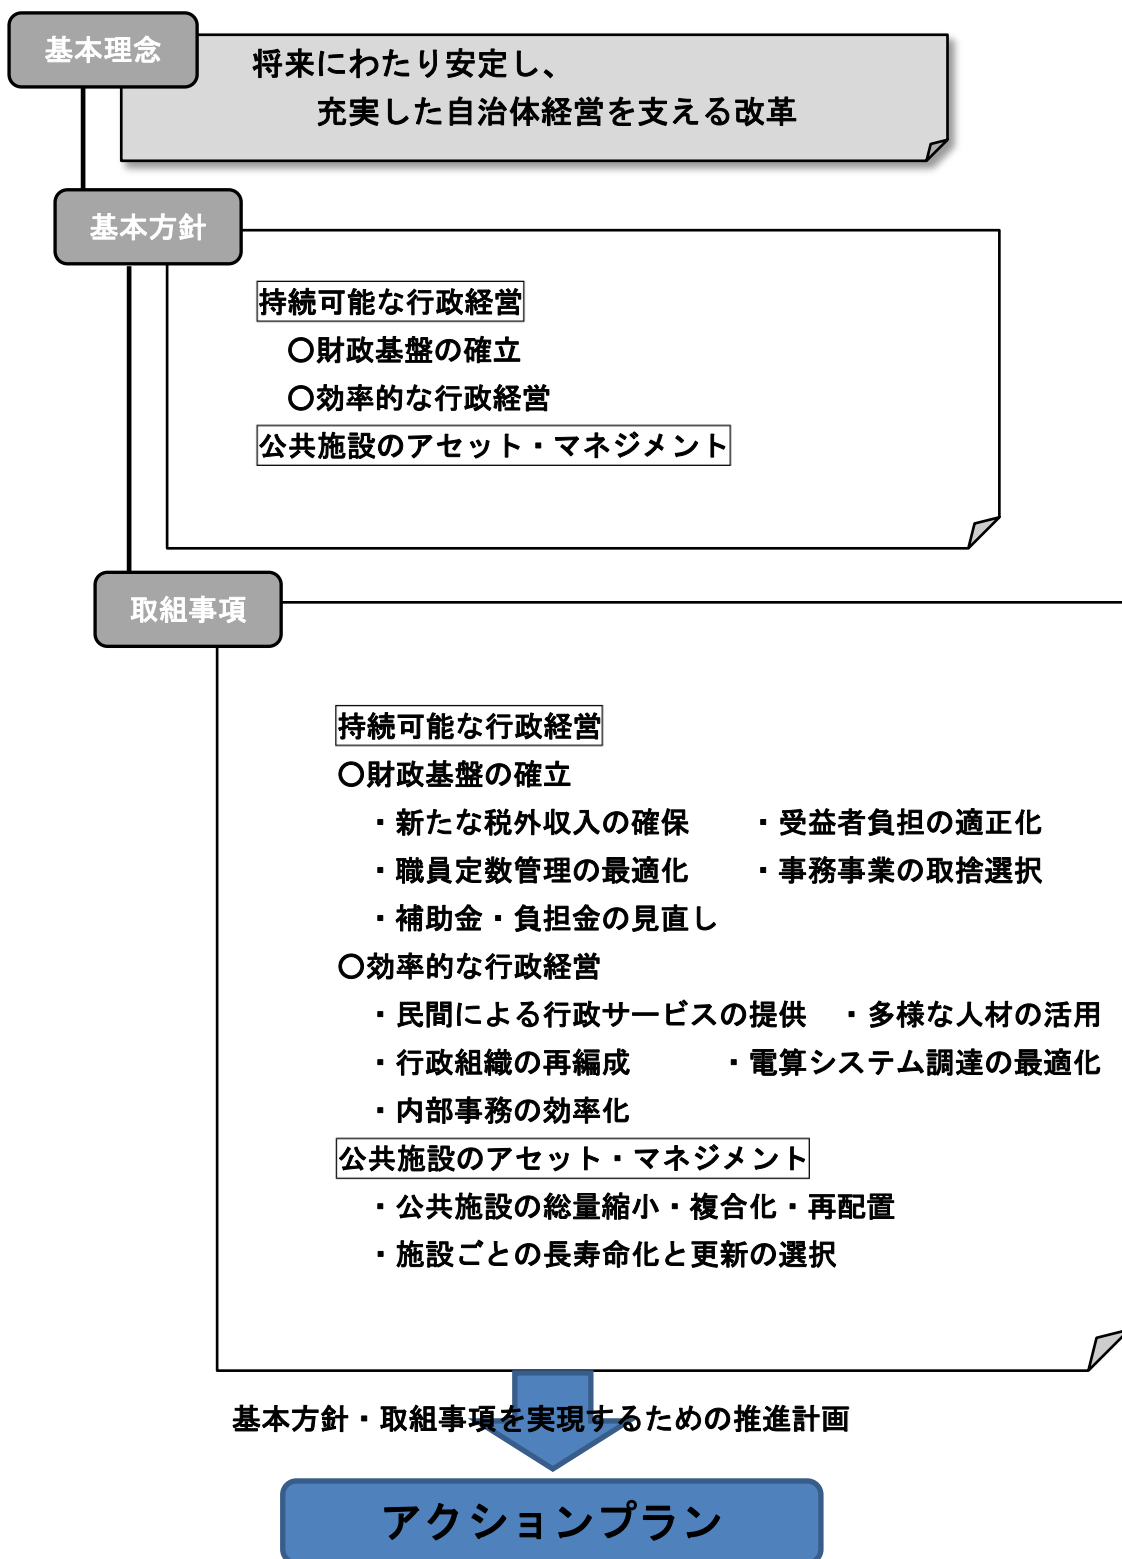 基本理念
将来にわたり安定し、
充実した自治体経営を支える改革
基本方針
持続可能な行政経営
〇財政基盤の確立
〇効率的な行政経営
公共施設のアセット・マネジメント
取組事項
持続可能な行政経営
〇財政基盤の確立
・新たな税外収入の確保 ・受益者負担の適正化
・職員定数管理の最適化 ・事務事業の取捨選択
・補助金・負担金の見直し
〇効率的な行政経営
・民間による行政サービスの提供 ・多様な人材の活用
・行政組織の再編成 ・電算システム調達の最適化
・内部事務の効率化
公共施設のアセット・マネジメント
・公共施設の総量縮小・複合化・再配置
・施設ごとの長寿命化と更新の選択
基本方針・取組事項を実現するための推進計画
アクションプラン